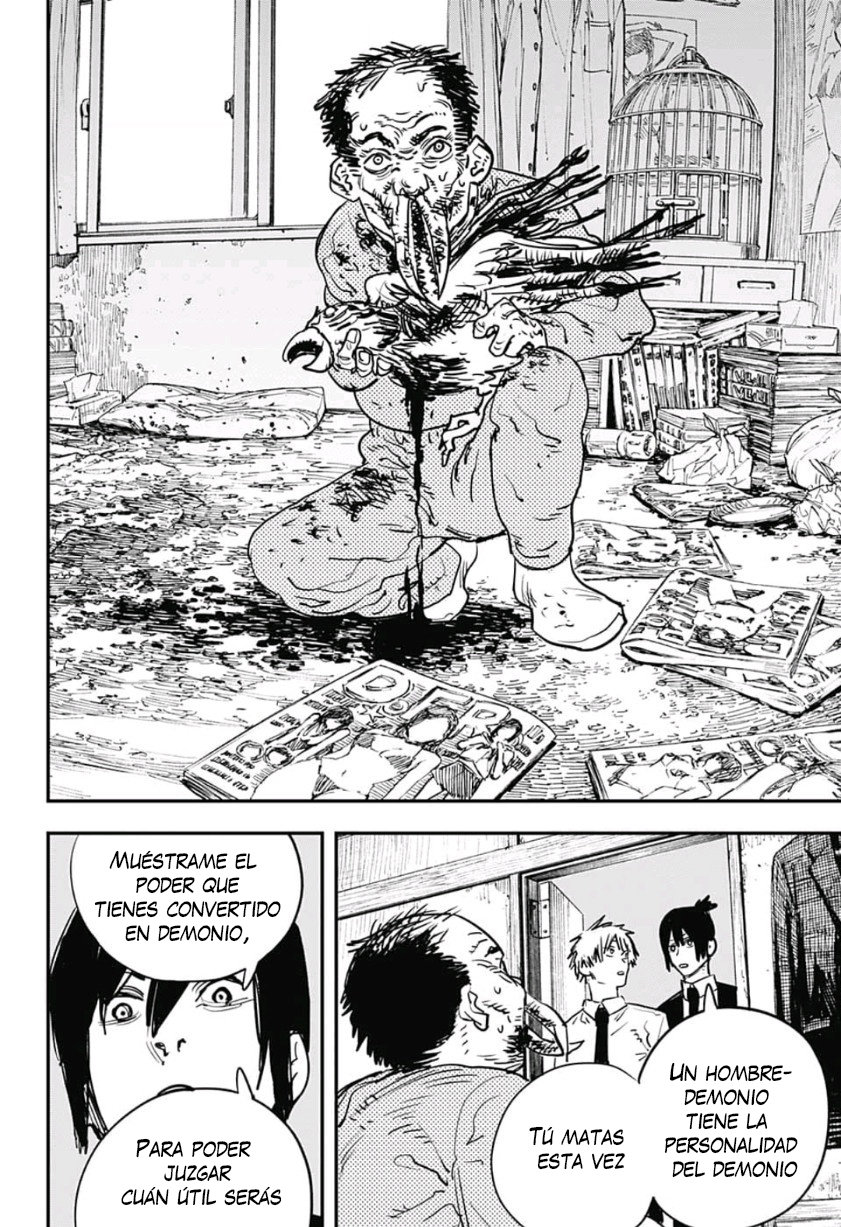 UN HOMBRE-
DEMONIO
TIENE LA
PERSONALIDAD
DEL DEMONIO
TÚ MATAS
ESTA VEZ
MUÉSTRAME EL
PODER QUE
TIENES CONVERTIDO
EN DEMONIO,
PARA PODER
JUZGAR
CUÁN ÚTIL SERÁS